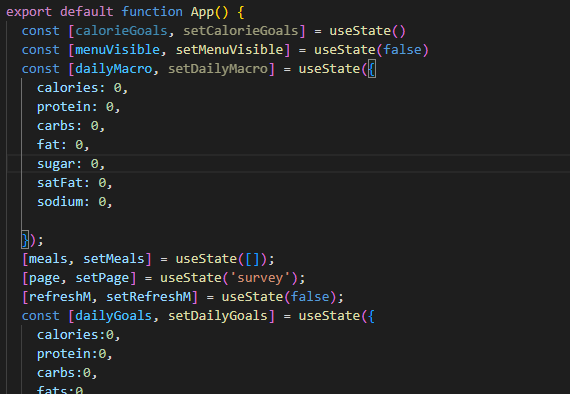 export default function App() {
const [calorieGoals, setCalorieGoals] = useState()
const [menuVisible, setMenuVisible] = useState(false)
const [dailyMacro, setDailyMacro] = useState({
calories: 0,
protein: 0,
carbs: 0,
fat: 0,
sugar: 0,
satFat: 0,
sodium: 0,
});
[meals, setMeals] = useState([]);
[page, setPage] = useState('survey');
[refreshM, setRefreshM] = useState(false);
const [dailyGoals, setDailyGoals] = useState({
calories:0,
protein:0,
carbs:0,
fats:0